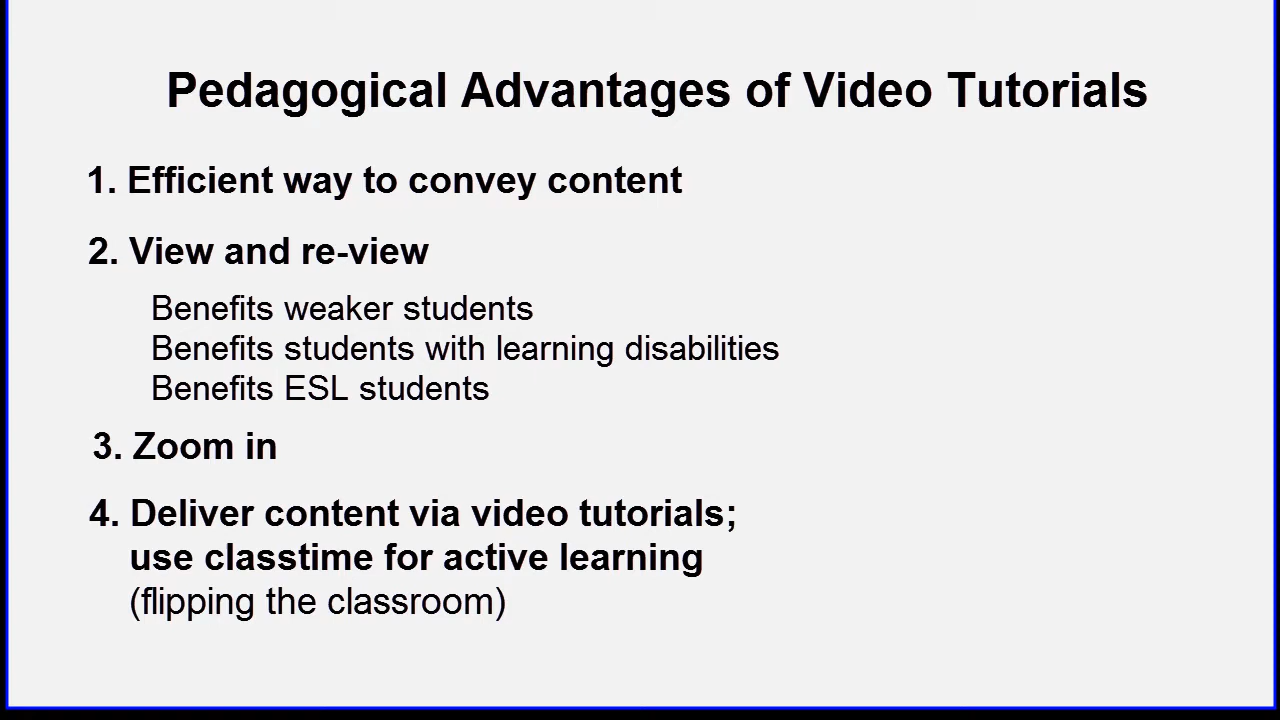 Pedagogical Advantages of Video Tutorials
1. Efficient way to convey content
2. View and re-view
Benefits weaker students
Benefits students with learning disabilities
Benefits ESL students
3. Zoom in
4. Deliver content via video tutorials;
use classtime for active learning
(flipping the classroom)